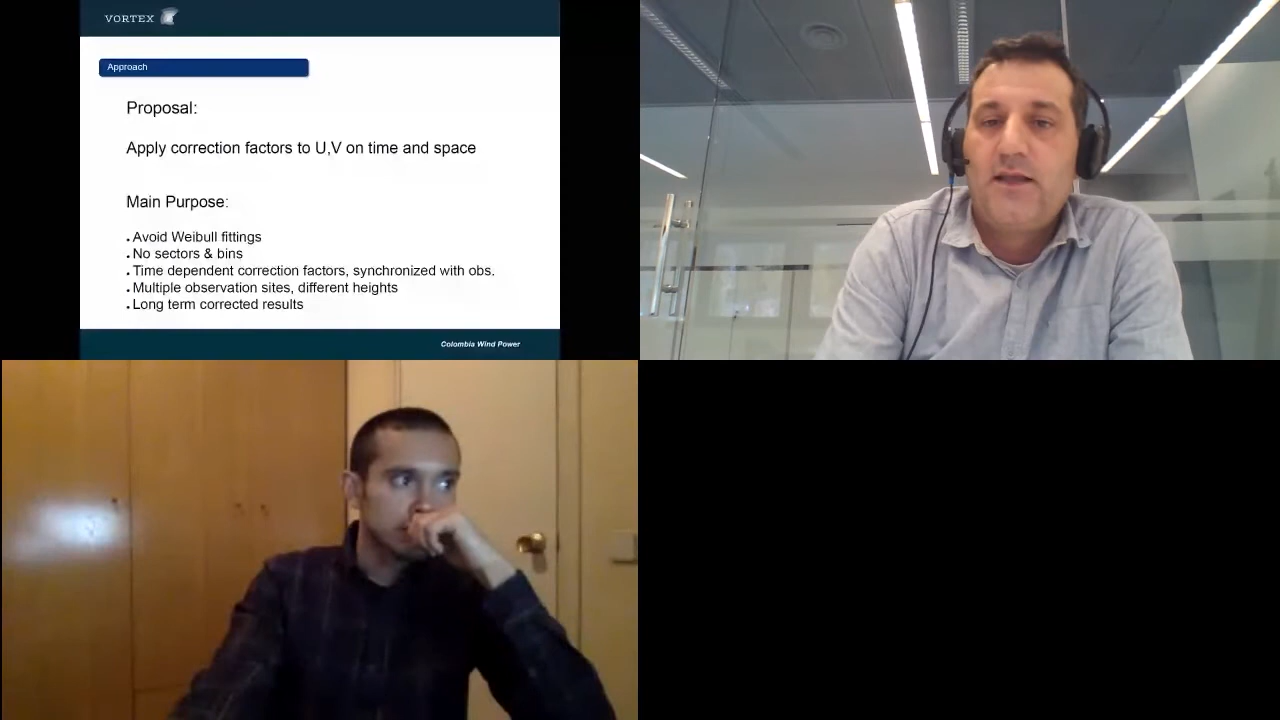 VORTEX
Approach
Proposal:
Apply correction factors to U,V on time and space
Main Purpose:
• Avoid Weibull fittings
• No sectors & bins
• Time dependent correction factors, synchronized with obs.
• Multiple observation sites, different heights
• Long term corrected results
Colombia Wind Power